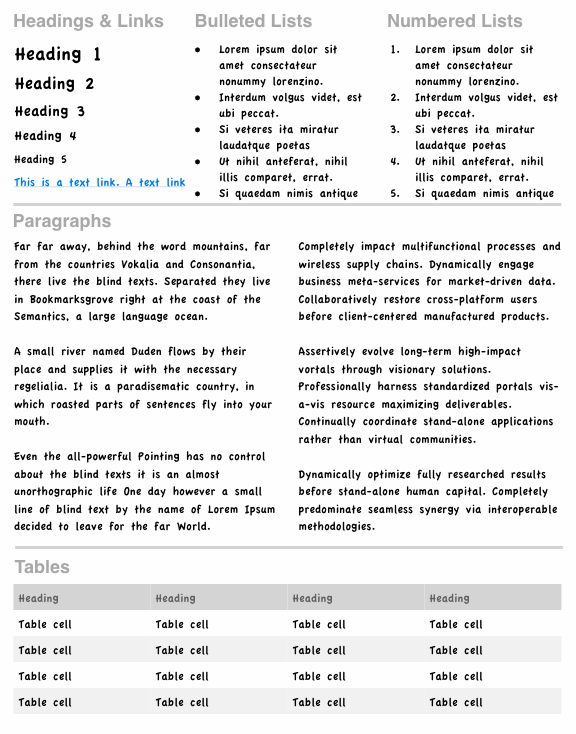 Headings & Links
Heading 1
Heading 2
Heading 3
Heading 4
Heading 5
This is a text link. A text link
Bulleted Lists
• Lorem ipsum dolor sit
amet consectateur
nonummy lorenzino.
• Interdum volgus videt, est
ubi peccat.
• Si veteres ita miratur
laudatque poetas
• Ut nihil anteferat, nihil
illis comparet, errat.
• Si quaedam nimis antique
Numbered Lists
1. Lorem ipsum dolor sit
amet consectateur
nonummy lorenzino.
2. Interdum volgus videt, est
ubi peccat.
3. Si veteres ita miratur
laudatque poetas
4. Ut nihil anteferat, nihil
illis comparet, errat.
5. Si quaedam nimis antique
Paragraphs
Far far away, behind the word mountains, far
from the countries Vokalia and Consonantia,
there live the blind texts. Separated they live
in Bookmarksgrove right at the coast of the
Semantics, a large language ocean.
A small river named Duden flows by their
place and supplies it with the necessary
regelialia. It is a paradisematic country, in
which roasted parts of sentences fly into your
mouth.
Even the all-powerful Pointing has no control
about the blind texts it is an almost
unorthographic life One day however a small
line of blind text by the name of Lorem Ipsum
decided to leave for the far World.
Completely impact multifunctional processes and
wireless supply chains. Dynamically engage
business meta-services for market-driven data.
Collaboratively restore cross-platform users
before client-centered manufactured products.
Assertively evolve long-term high-impact
vortals through visionary solutions.
Professionally harness standardized portals vis-
a-vis resource maximizing deliverables.
Continually coordinate stand-alone applications
rather than virtual communities.
Dynamically optimize fully researched results
before stand-alone human capital. Completely
predominate seamless synergy via interoperable
methodologies.
Tables
Heading Heading Heading Heading
Table cell Table cell Table cell Table cell
Table cell Table cell Table cell Table cell
Table cell Table cell Table cell Table cell
Table cell Table cell Table cell Table cell